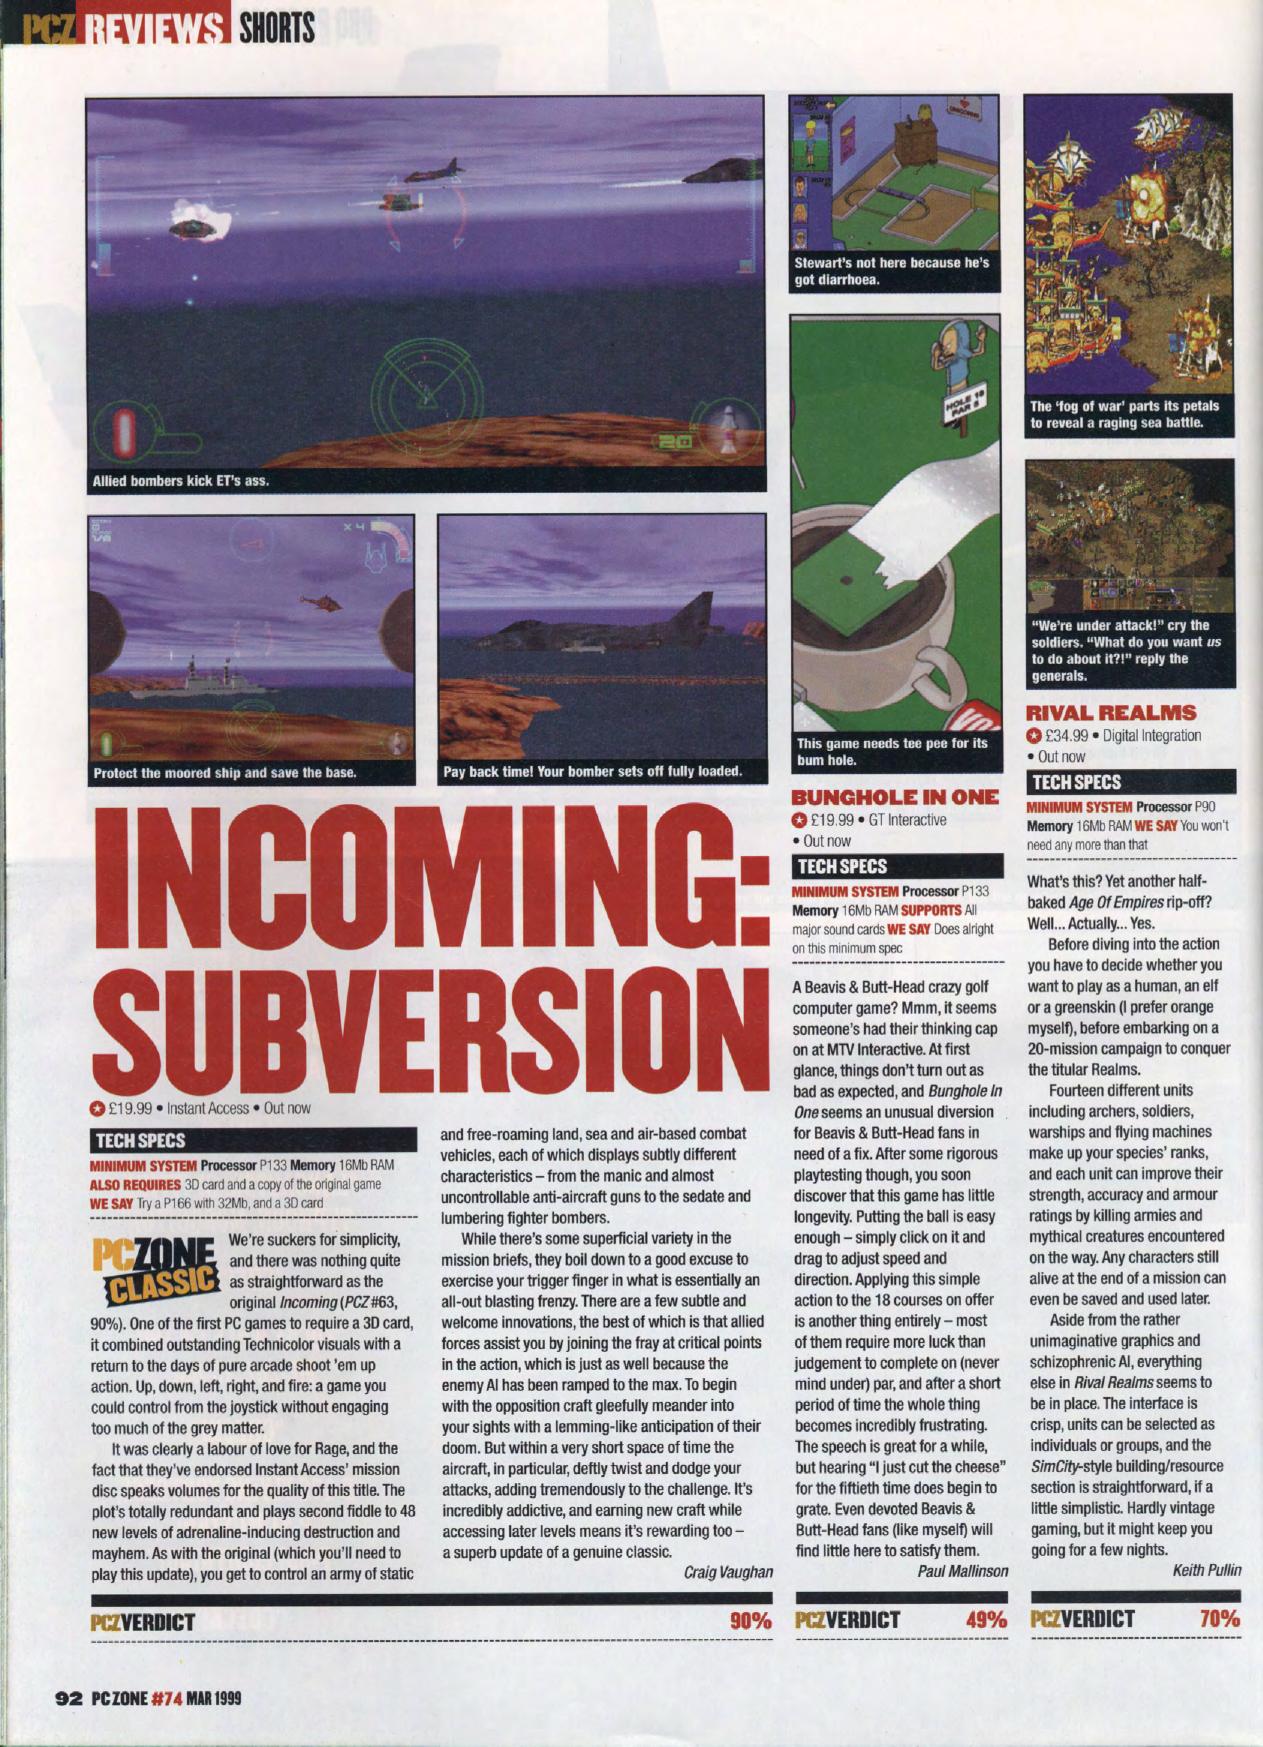 PCZ REVIEWS SHORTS
Allied bombers kick ET's ass.
Protect the moored ship and save the base.
Pay back time! Your bomber sets off fully loaded.
INCOMING:
SUBVERSION
£19.99 • Instant Access • Out now
TECH SPECS
MINIMUM SYSTEM Processor P133 Memory 16Mb RAM
ALSO REQUIRES 3D card and a copy of the original game
WE SAY Try a P166 with 32Mb, and a 3D card
PCZONE
CLASSIC
We're suckers for simplicity,
and there was nothing quite
as straightforward as the
original Incoming (PCZ #63,
90%). One of the first PC games to require a 3D card,
it combined outstanding Technicolor visuals with a
return to the days of pure arcade shoot 'em up
action. Up, down, left, right, and fire: a game you
could control from the joystick without engaging
too much of the grey matter.
It was clearly a labour of love for Rage, and the
fact that they've endorsed Instant Access' mission
disc speaks volumes for the quality of this title. The
plot's totally redundant and plays second fiddle to 48
new levels of adrenaline-inducing destruction and
mayhem. As with the original (which you'll need to
play this update), you get to control an army of static
and free-roaming land, sea and air-based combat
vehicles, each of which displays subtly different
characteristics – from the manic and almost
uncontrollable anti-aircraft guns to the sedate and
lumbering fighter bombers.
While there's some superficial variety in the
mission briefs, they boil down to a good excuse to
exercise your trigger finger in what is essentially an
all-out blasting frenzy. There are a few subtle and
welcome innovations, the best of which is that allied
forces assist you by joining the fray at critical points
in the action, which is just as well because the
enemy AI has been ramped to the max. To begin
with the opposition craft gleefully meander into
your sights with a lemming-like anticipation of their
doom. But within a very short space of time the
aircraft, in particular, deftly twist and dodge your
attacks, adding tremendously to the challenge. It's
incredibly addictive, and earning new craft while
accessing later levels means it's rewarding too –
a superb update of a genuine classic.
Craig Vaughan
PCZVERDICT 90%
Stewart's not here because he's
got diarrhoea.
HOLE 18
PAR 3
This game needs tee pee for its
bum hole.
BUNGHOLE IN ONE
£19.99 • GT Interactive
• Out now
TECH SPECS
MINIMUM SYSTEM Processor P133
Memory 16Mb RAM SUPPORTS All
major sound cards WE SAY Does alright
on this minimum spec
A Beavis & Butt-Head crazy golf
computer game? Mmm, it seems
someone's had their thinking cap
on at MTV Interactive. At first
glance, things don't turn out as
bad as expected, and Bunghole In
One seems an unusual diversion
for Beavis & Butt-Head fans in
need of a fix. After some rigorous
playtesting though, you soon
discover that this game has little
longevity. Putting the ball is easy
enough – simply click on it and
drag to adjust speed and
direction. Applying this simple
action to the 18 courses on offer
is another thing entirely – most
of them require more luck than
judgement to complete on (never
mind under) par, and after a short
period of time the whole thing
becomes incredibly frustrating.
The speech is great for a while,
but hearing "I just cut the cheese"
for the fiftieth time does begin to
grate. Even devoted Beavis &
Butt-Head fans (like myself) will
find little here to satisfy them.
Paul Mallinson
PCZVERDICT 49%
The 'fog of war' parts its petals
to reveal a raging sea battle.
"We're under attack!" cry the
soldiers. "What do you want us
to do about it?!" reply the
generals.
RIVAL REALMS
£34.99 • Digital Integration
• Out now
TECH SPECS
MINIMUM SYSTEM Processor P90
Memory 16Mb RAM WE SAY You won't
need any more than that
What's this? Yet another half-
baked Age Of Empires rip-off?
Well... Actually... Yes.
Before diving into the action
you have to decide whether you
want to play as a human, an elf
or a greenskin (I prefer orange
myself), before embarking on a
20-mission campaign to conquer
the titular Realms.
Fourteen different units
including archers, soldiers,
warships and flying machines
make up your species' ranks,
and each unit can improve their
strength, accuracy and armour
ratings by killing armies and
mythical creatures encountered
on the way. Any characters still
alive at the end of a mission can
even be saved and used later.
Aside from the rather
unimaginative graphics and
schizophrenic AI, everything
else in Rival Realms seems to
be in place. The interface is
crisp, units can be selected as
individuals or groups, and the
SimCity-style building/resource
section is straightforward, if a
little simplistic. Hardly vintage
gaming, but it might keep you
going for a few nights.
Keith Pullin
PCZVERDICT 70%
92 PC ZONE #74 MAR 1999
20
X 4